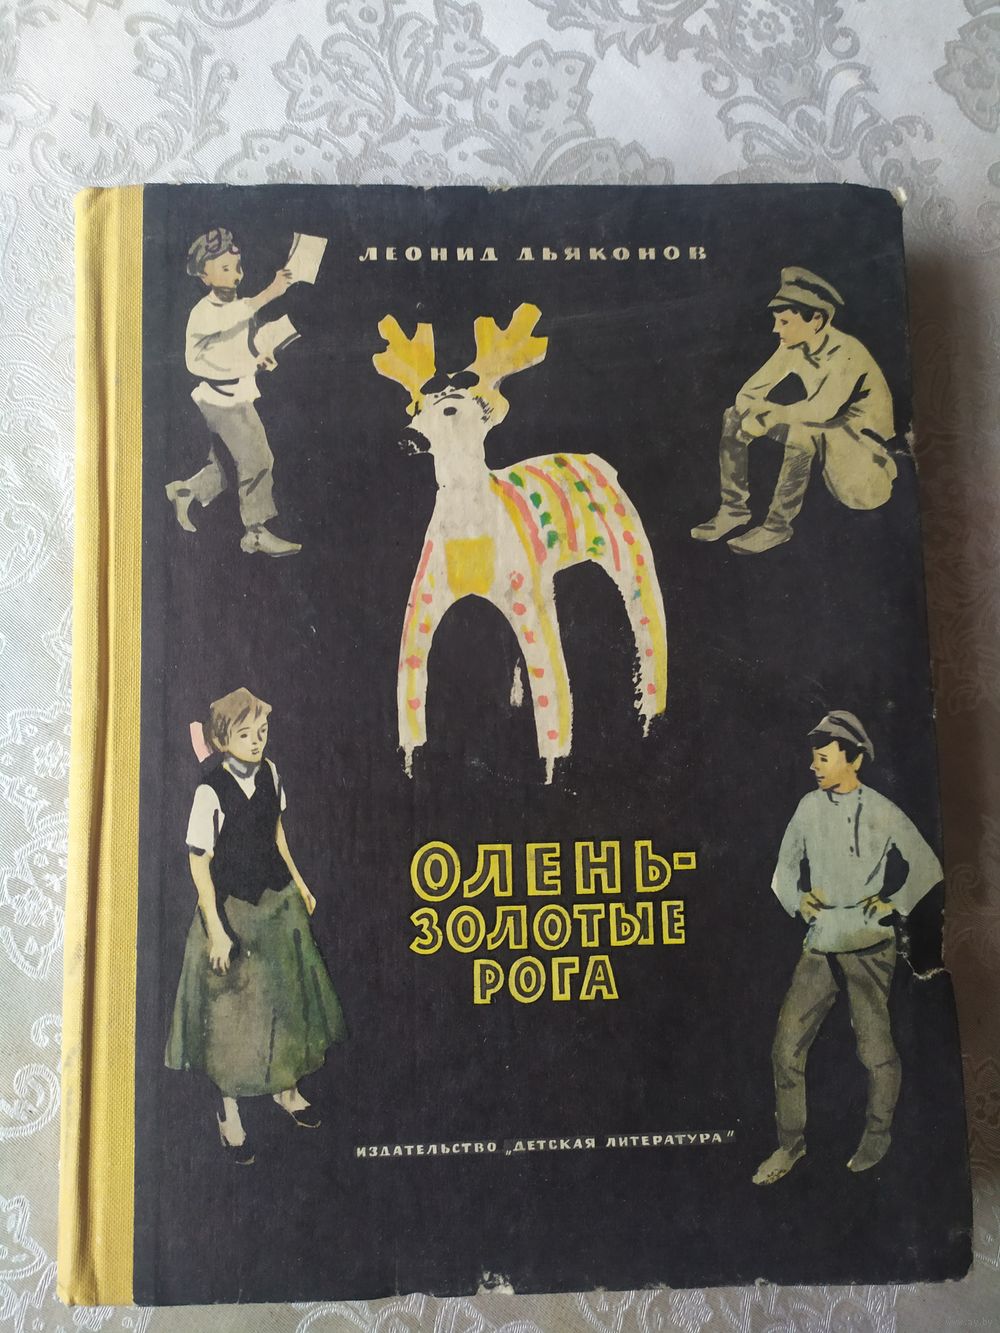 ЛЕОНИД ДЬЯКОНОВ
ОЛЕНЬ-
ЗОЛОТЫЕ
РОГА
ИЗДАТЕЛЬСТВО „ДЕТСКАЯ ЛИТЕРАТУРА"